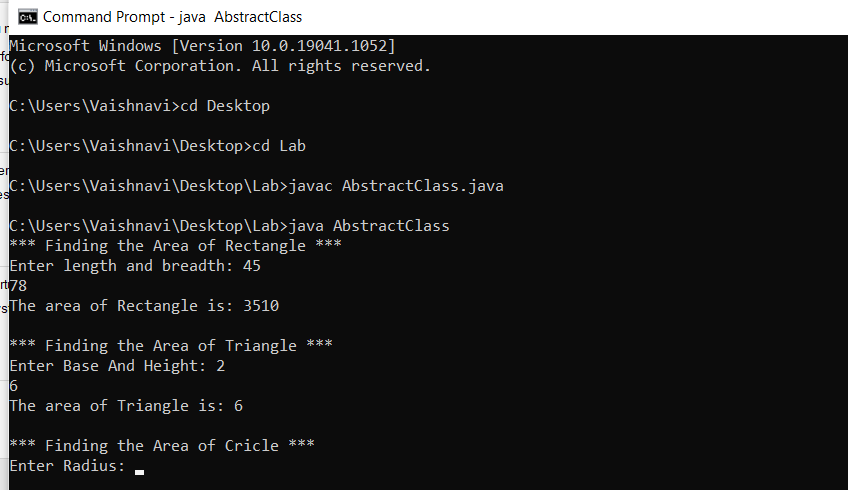 Command Prompt - java  AbstractClass
Microsoft Windows [Version 10.0.19041.1052]
(c) Microsoft Corporation. All rights reserved.
C:\Users\Vaishnavi>cd Desktop
C:\Users\Vaishnavi\Desktop>cd Lab
C:\Users\Vaishnavi\Desktop\Lab>javac AbstractClass.java
C:\Users\Vaishnavi\Desktop\Lab>java AbstractClass
*** Finding the Area of Rectangle ***
Enter length and breadth: 45
78
The area of Rectangle is: 3510
*** Finding the Area of Triangle ***
Enter Base And Height: 2
6
The area of Triangle is: 6
*** Finding the Area of Cricle ***
Enter Radius: